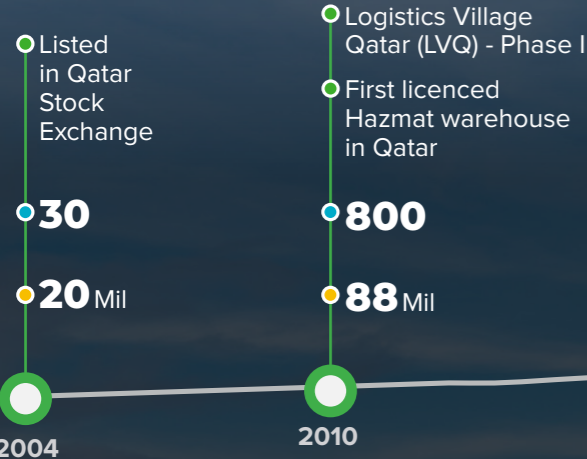 Listed
in Qatar
Stock
Exchange
30
20 Mil
2004
Logistics Village
Qatar (LVQ) - Phase I
First licenced
Hazmat warehouse
in Qatar
800
88 Mil
2010